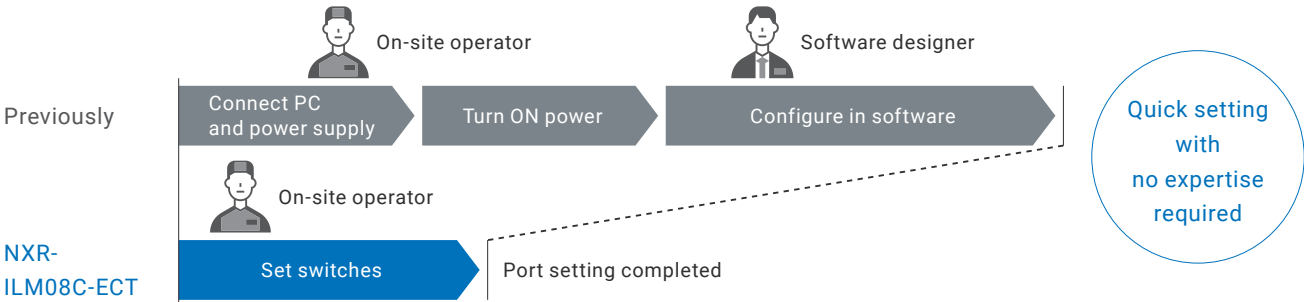 On-site operator
Software designer
Previously
Connect PC
and power supply
Turn ON power
Configure in software
Quick setting
with
no expertise
required
On-site operator
NXR-
ILM08C-ECT
Set switches
Port setting completed